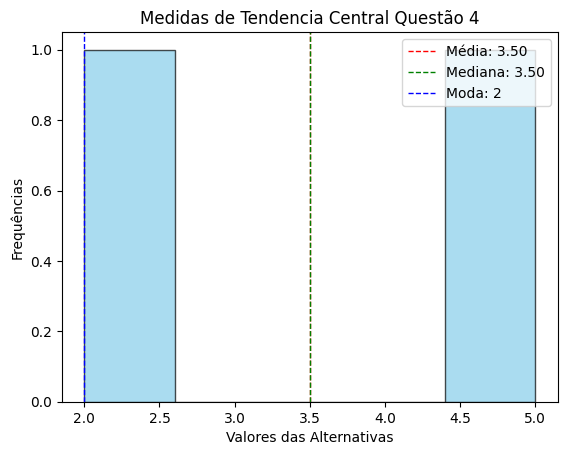 Medidas de Tendencia Central Questão 4
Média: 3.50
Mediana: 3.50
Moda: 2
Frequências
1.0
0.8
0.6
0.4
0.2
0.0
2.0 2.5 3.0 3.5 4.0 4.5 5.0
Valores das Alternativas